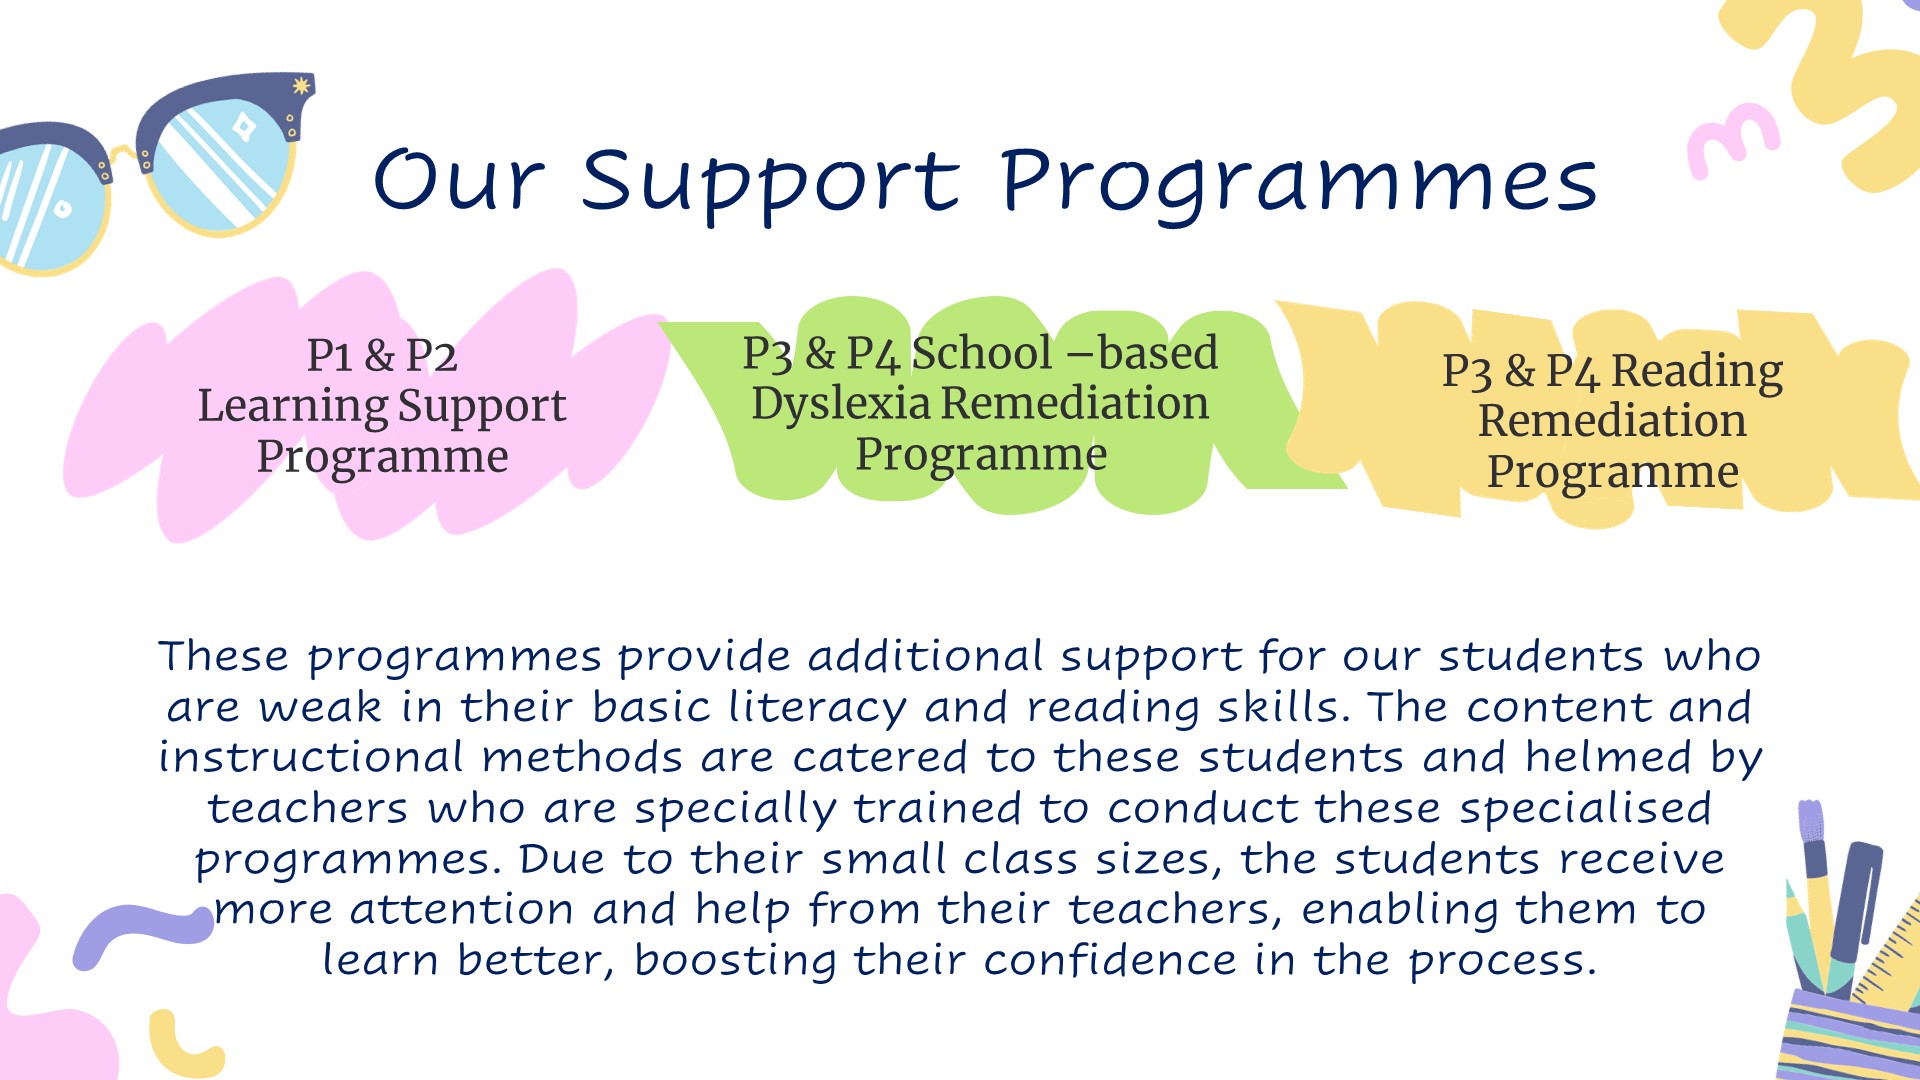 Our Support Programmes
P1 & P2
Learning Support
Programme
P3 & P4 School –based
Dyslexia Remediation
Programme
P3 & P4 Reading
Remediation
Programme
These programmes provide additional support for our students who
are weak in their basic literacy and reading skills. The content and
instructional methods are catered to these students and helmed by
teachers who are specially trained to conduct these specialised
programmes. Due to their small class sizes, the students receive
more attention and help from their teachers, enabling them to
learn better, boosting their confidence in the process.